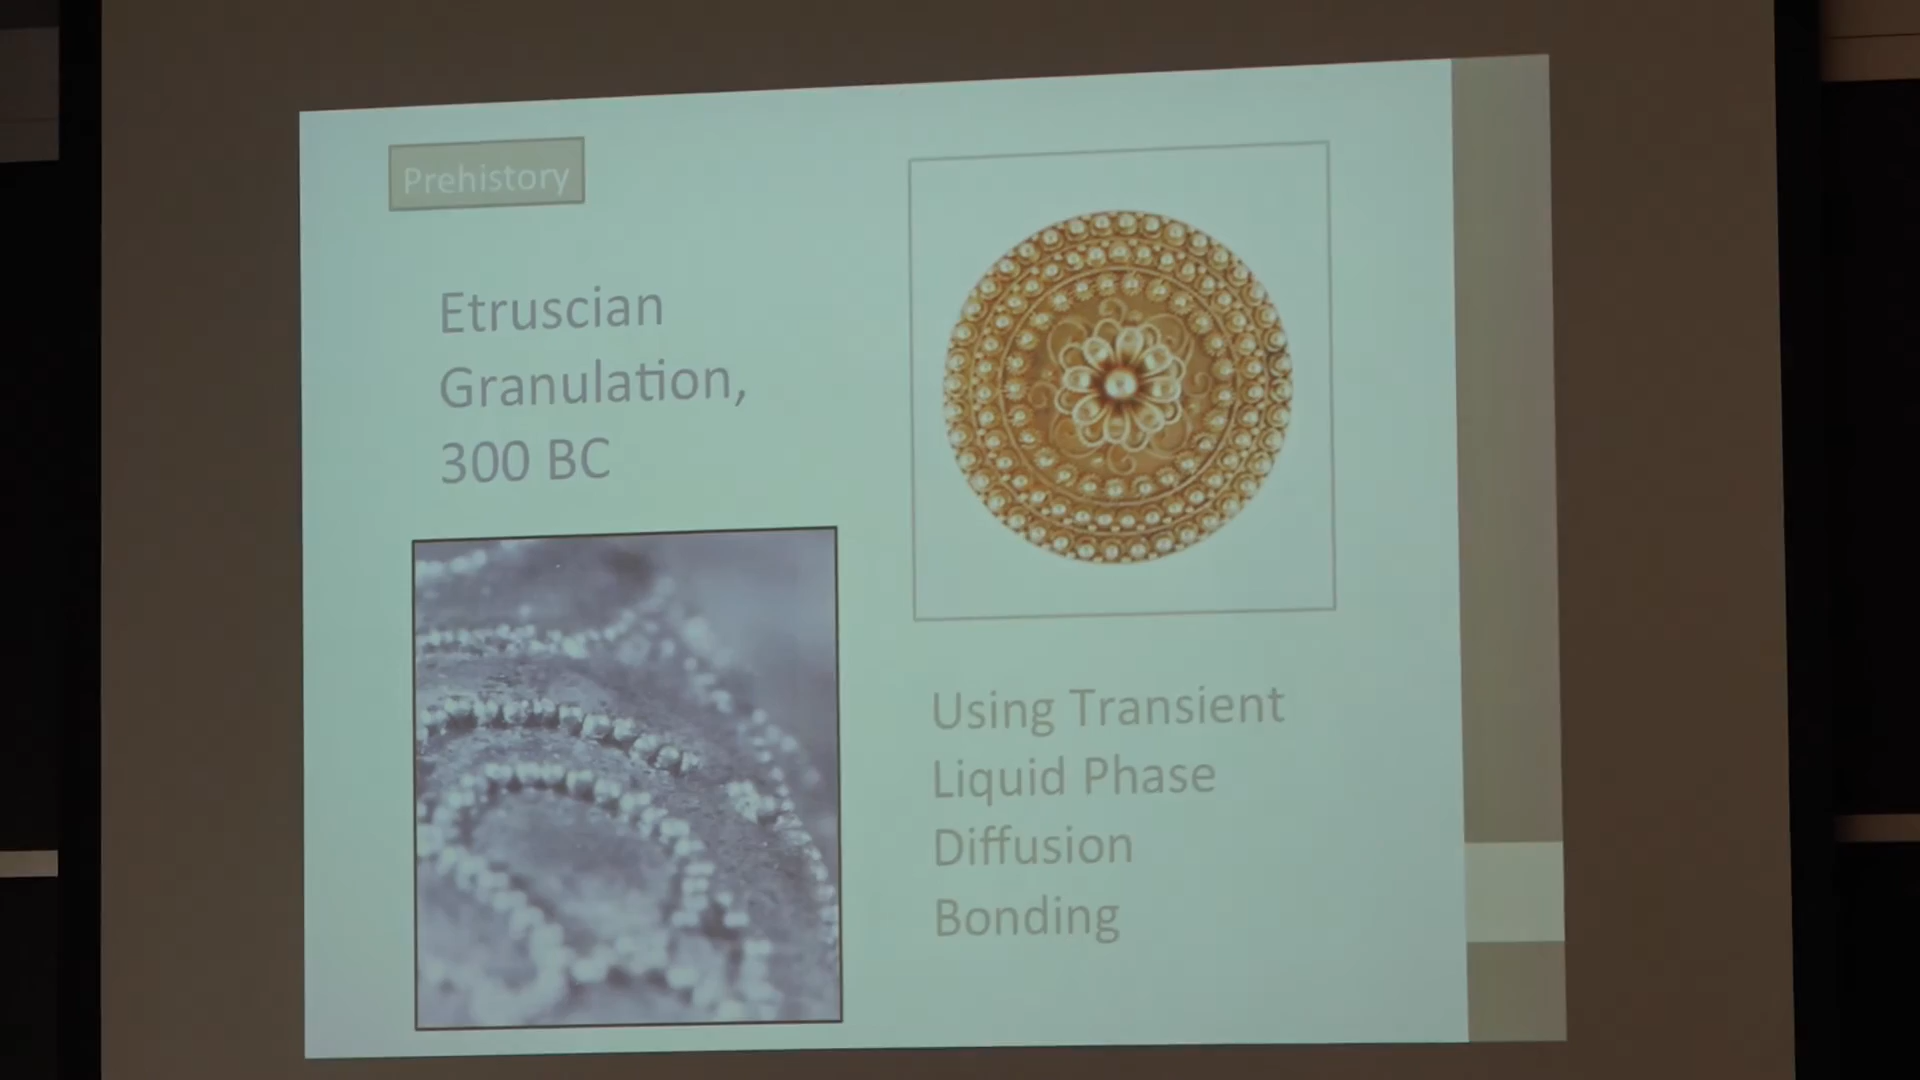 Prehistory
Etruscian
Granulation,
300 BC
Using Transient
Liquid Phase
Diffusion
Bonding